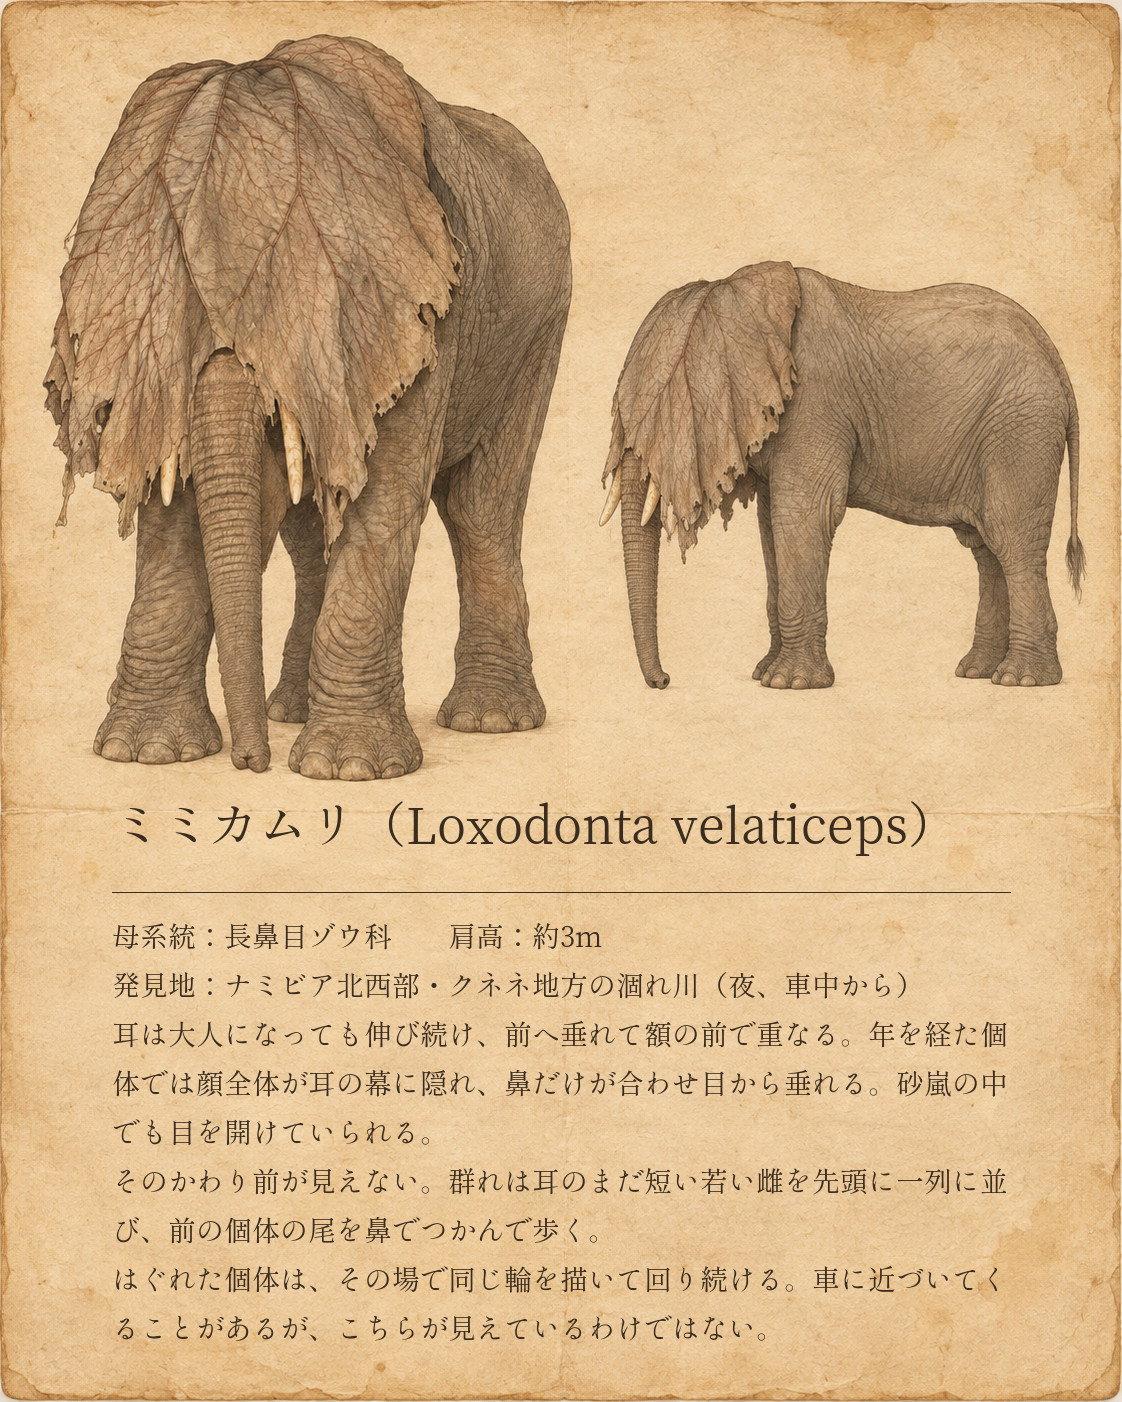 ミミカムリ（Loxodonta velaticeps）
母系統：長鼻目ゾウ科　　肩高：約3m
発見地：ナミビア北西部・クネネ地方の涸れ川（夜、車中から）
耳は大人になっても伸び続け、前へ垂れて額の前で重なる。年を経た個
体では顔全体が耳の幕に隠れ、鼻だけが合わせ目から垂れる。砂嵐の中
でも目を開けていられる。
そのかわり前が見えない。群れは耳のまだ短い若い雌を先頭に一列に並
び、前の個体の尾を鼻でつかんで歩く。
はぐれた個体は、その場で同じ輪を描いて回り続ける。車に近づいてく
ることがあるが、こちらが見えているわけではない。